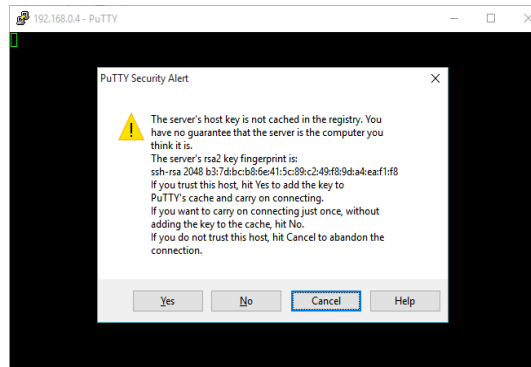 192.168.0.4 - PuTTY
PuTTY Security Alert
The server's host key is not cached in the registry. You
have no guarantee that the server is the computer you
think it is.
The server's rsa2 key fingerprint is:
ssh-rsa 2048 b3:7d:bc:b8:6e:41:5c:89:c2:49:f8:9d:a4:ea:f1:f8
If you trust this host, hit Yes to add the key to
PuTTY's cache and carry on connecting.
If you want to carry on connecting just once, without
adding the key to the cache, hit No.
If you do not trust this host, hit Cancel to abandon the
connection.
Yes No Cancel Help